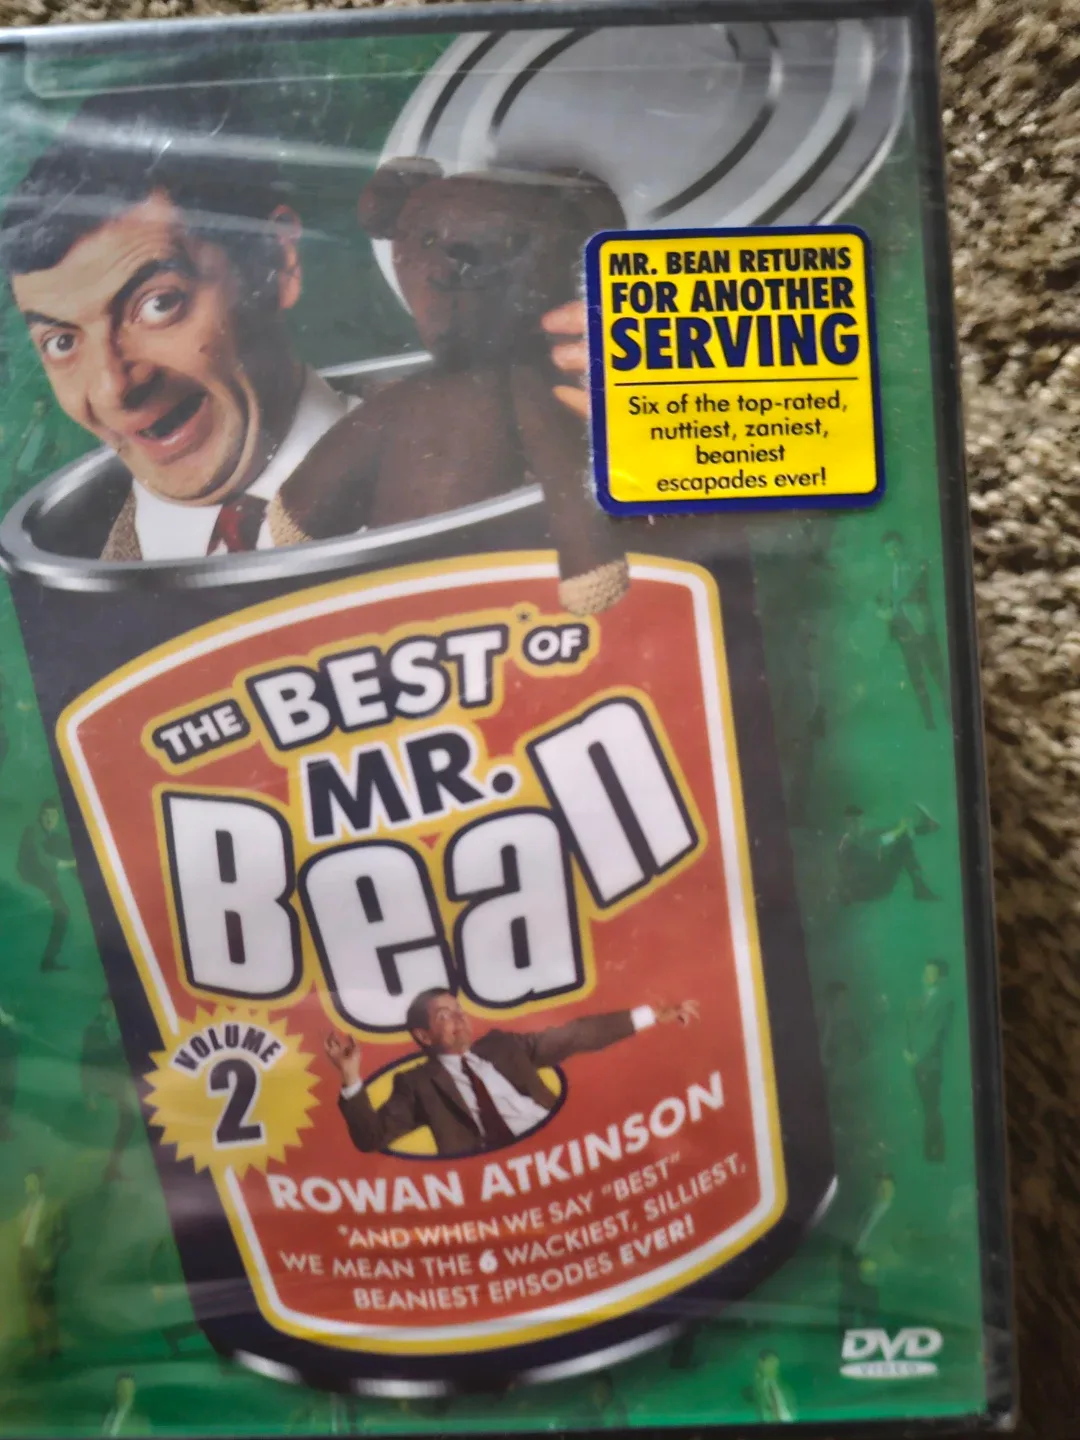 MR. BEAN RETURNS
FOR ANOTHER
SERVING
Six of the top-rated,
nuttiest, zaniest,
beaniest
escapades ever!
THE BEST* OF
MR.
Bean
VOLUME
2
ROWAN ATKINSON
*AND WHEN WE SAY "BEST"
WE MEAN THE 6 WACKIEST, SILLIEST,
BEANIEST EPISODES EVER!
DVD
VIDEO